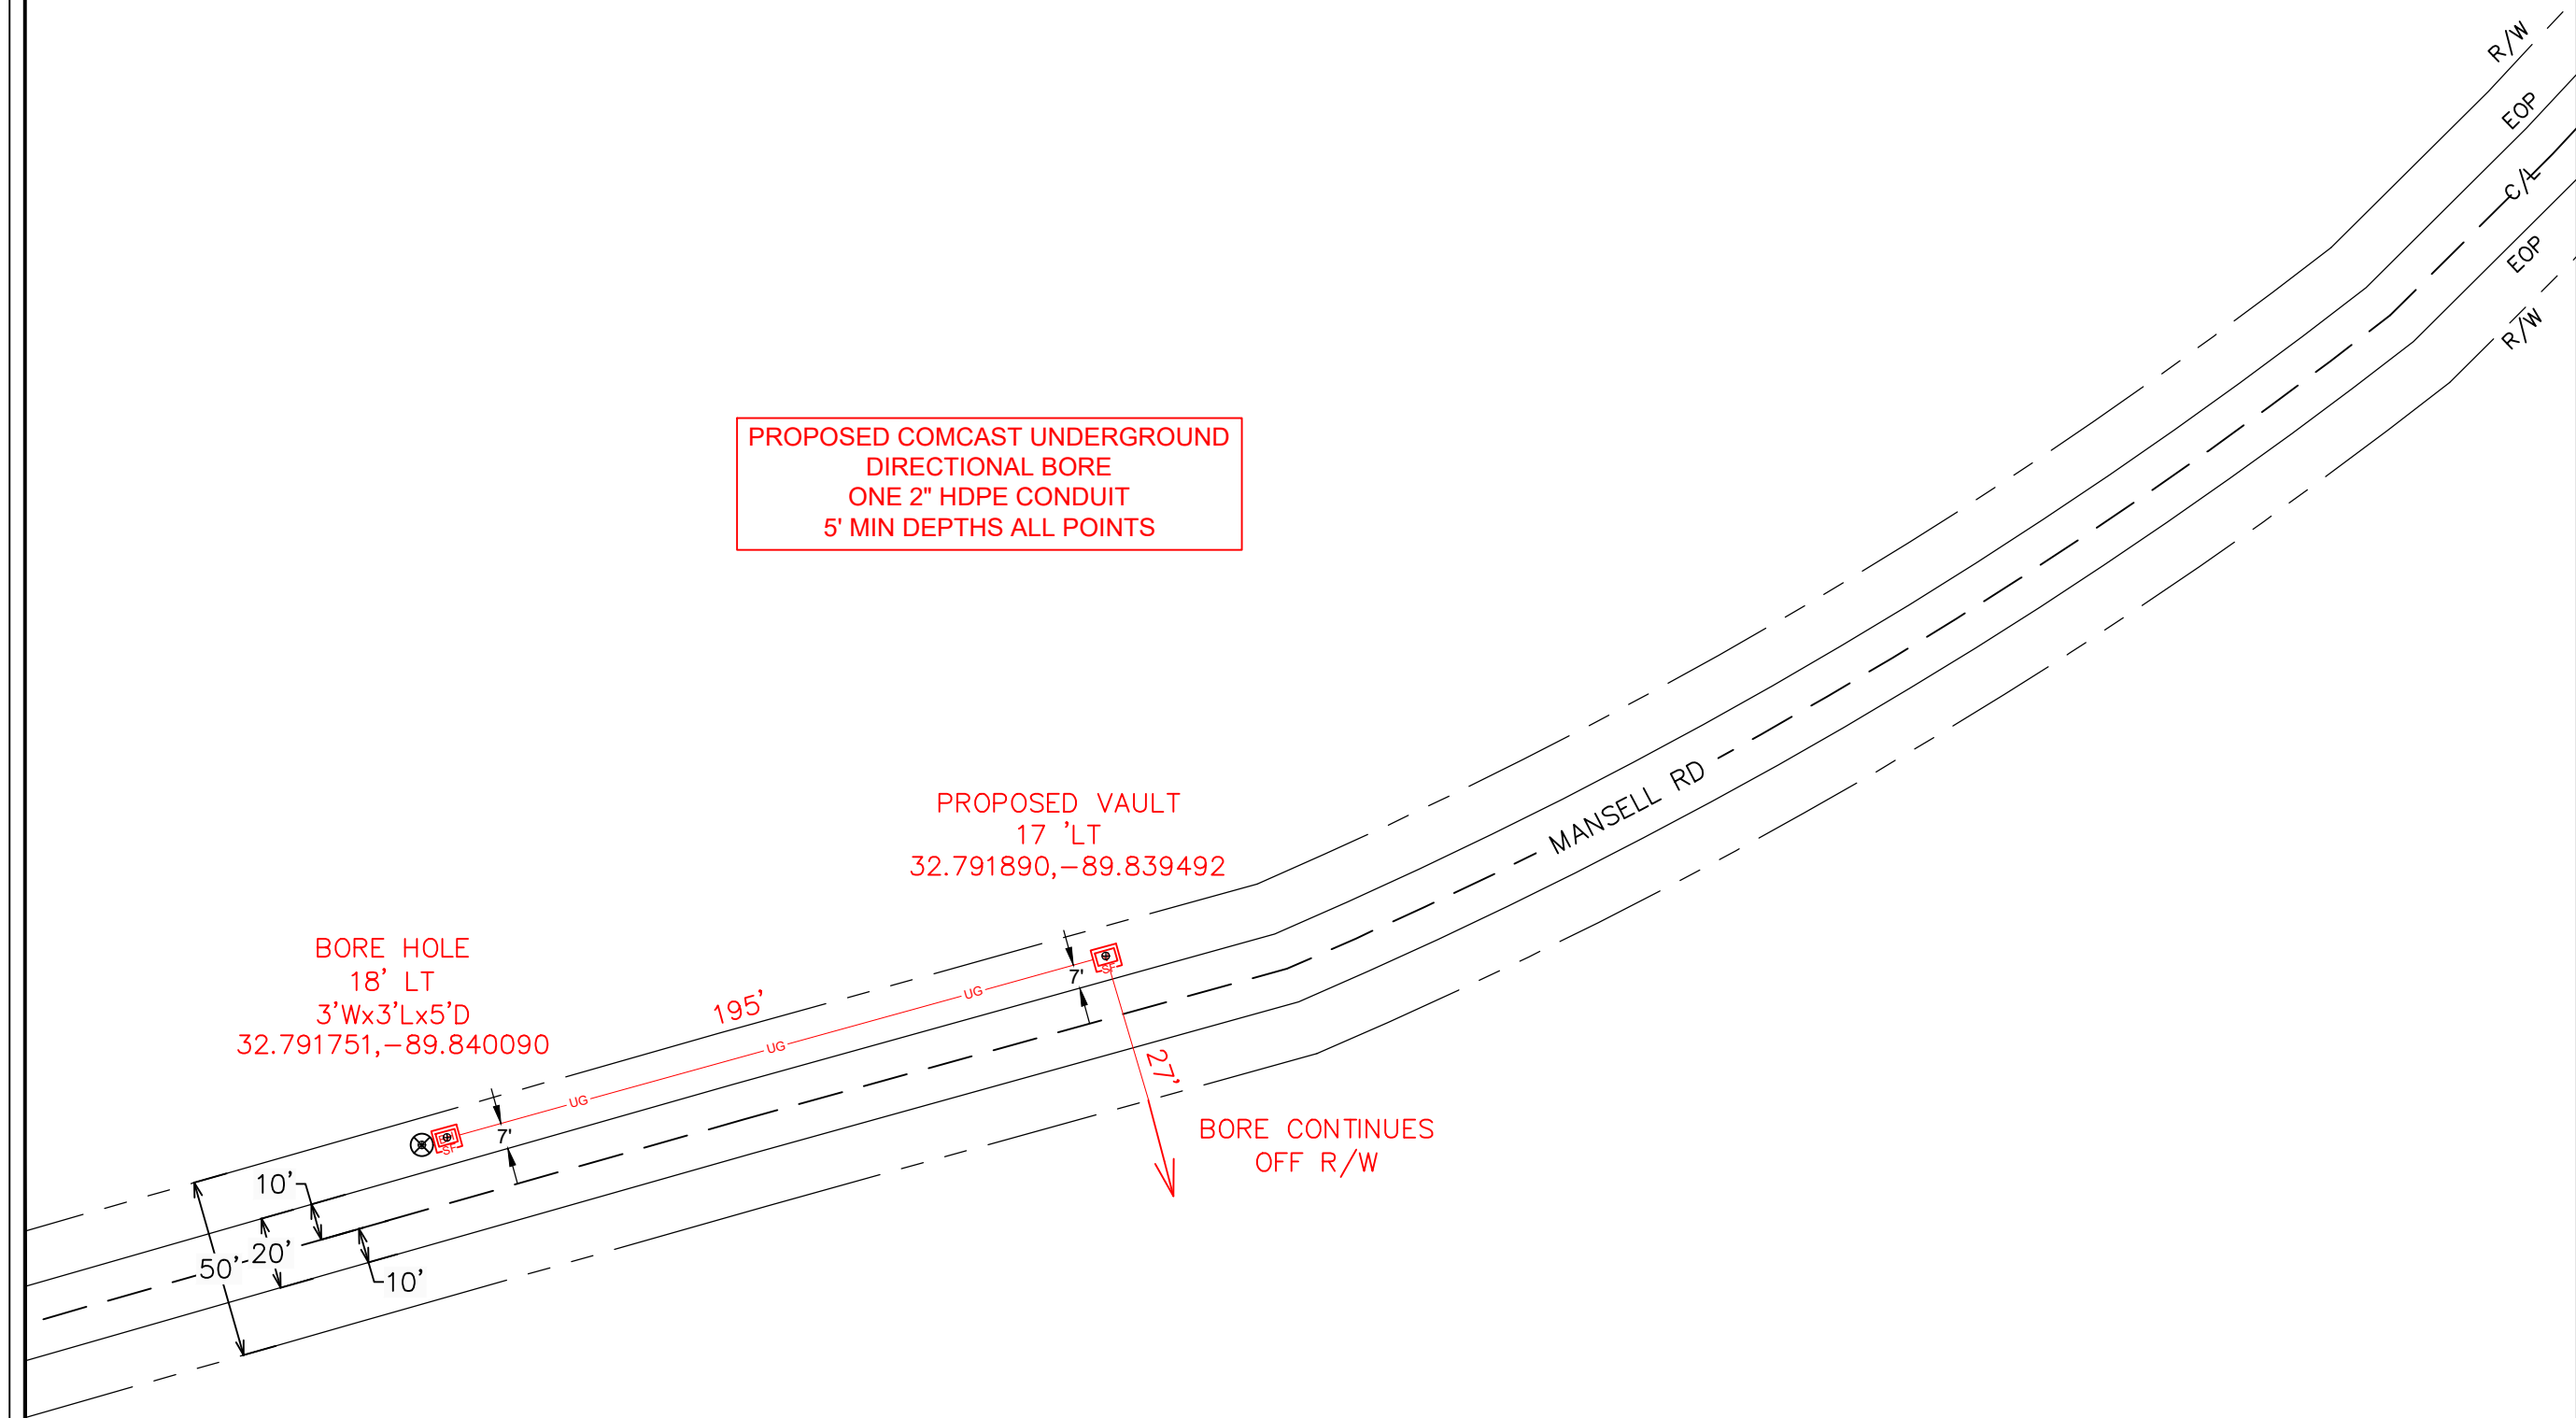 R/W
EOP
C/L
EOP
R/W
PROPOSED COMCAST UNDERGROUND
DIRECTIONAL BORE
ONE 2" HDPE CONDUIT
5' MIN DEPTHS ALL POINTS
MANSELL RD
PROPOSED VAULT
17 'LT
32.791890,-89.839492
BORE HOLE
18' LT
3'Wx3'Lx5'D
32.791751,-89.840090
195'
7'
SF
UG
UG
UG
27'
7'
SF
BORE CONTINUES
OFF R/W
10'
20'
50'
10'